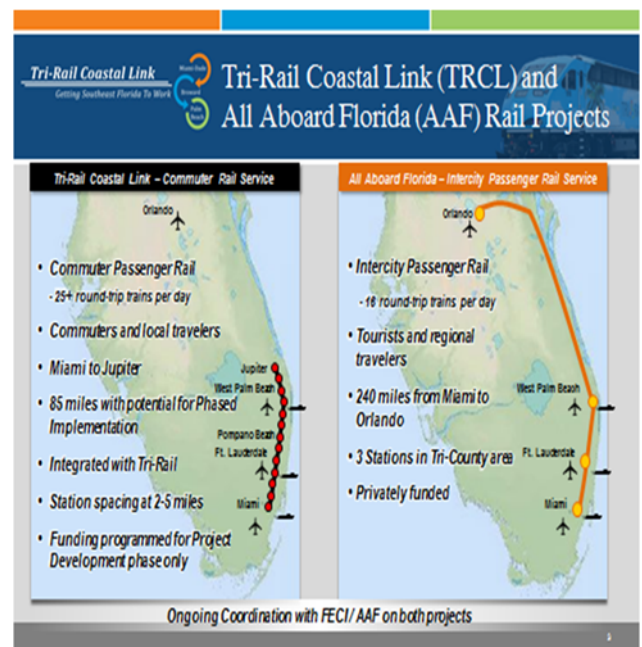 Tri-Rail Coastal Link
Getting Southeast Florida To Work
Miami-Dade
Broward
Palm
Beach
Tri-Rail Coastal Link (TRCL) and
All Aboard Florida (AAF) Rail Projects
Tri-Rail Coastal Link – Commuter Rail Service
Orlando
• Commuter Passenger Rail
- 25+ round-trip trains per day
• Commuters and local travelers
• Miami to Jupiter
• 85 miles with potential for Phased
Implementation
• Integrated with Tri-Rail
• Station spacing at 2-5 miles
• Funding programmed for Project
Development phase only
Jupiter
West Palm Beach
Pompano Beach
Ft. Lauderdale
Miami
All Aboard Florida – Intercity Passenger Rail Service
Orlando
• Intercity Passenger Rail
- 16 round-trip trains per day
• Tourists and regional
travelers
• 240 miles from Miami to
Orlando
• 3 Stations in Tri-County area
• Privately funded
West Palm Beach
Ft. Lauderdale
Miami
Ongoing Coordination with FECI/ AAF on both projects